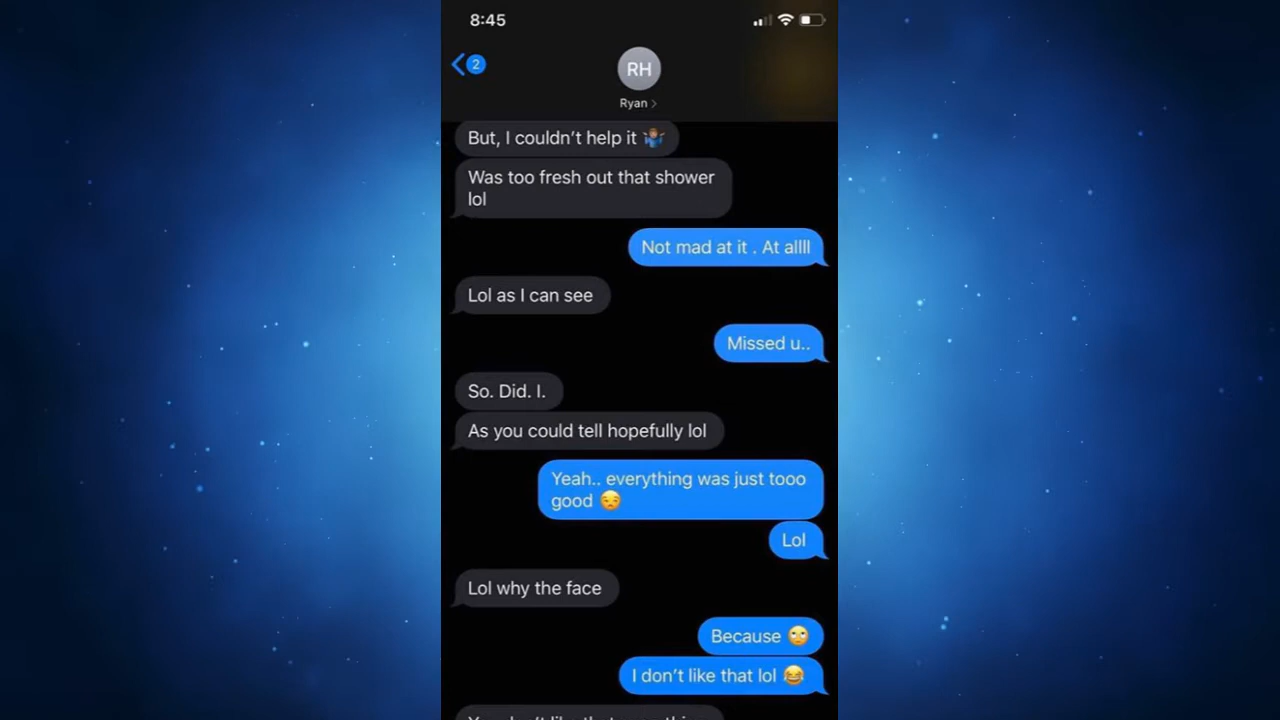 8:45
2
RH
Ryan >
But, I couldn't help it 🤷🏽‍♂️
Was too fresh out that shower
lol
Not mad at it . At allll
Lol as I can see
Missed u..
So. Did. I.
As you could tell hopefully lol
Yeah.. everything was just tooo
good 😒
Lol
Lol why the face
Because 🙄
I don't like that lol 😂